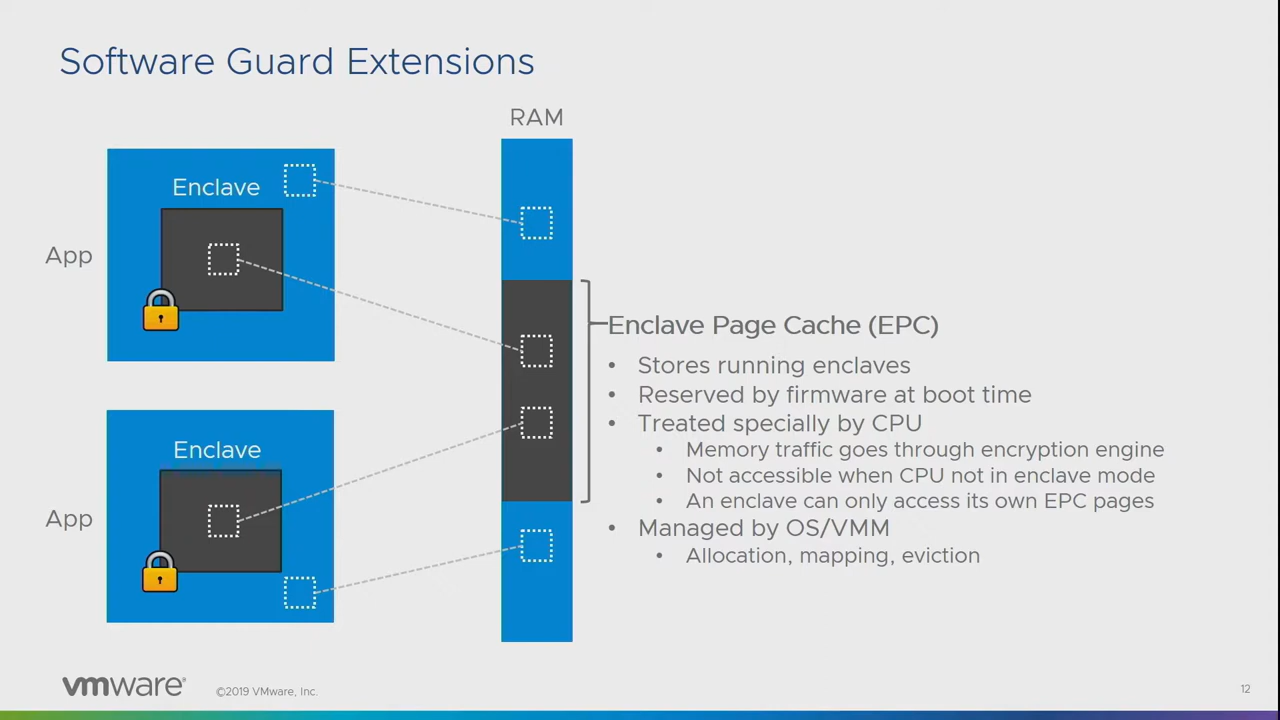 Software Guard Extensions
RAM
Enclave
App
Enclave
App
Enclave Page Cache (EPC)
• Stores running enclaves
• Reserved by firmware at boot time
• Treated specially by CPU
• Memory traffic goes through encryption engine
• Not accessible when CPU not in enclave mode
• An enclave can only access its own EPC pages
• Managed by OS/VMM
• Allocation, mapping, eviction
vmware®
©2019 VMware, Inc.
12